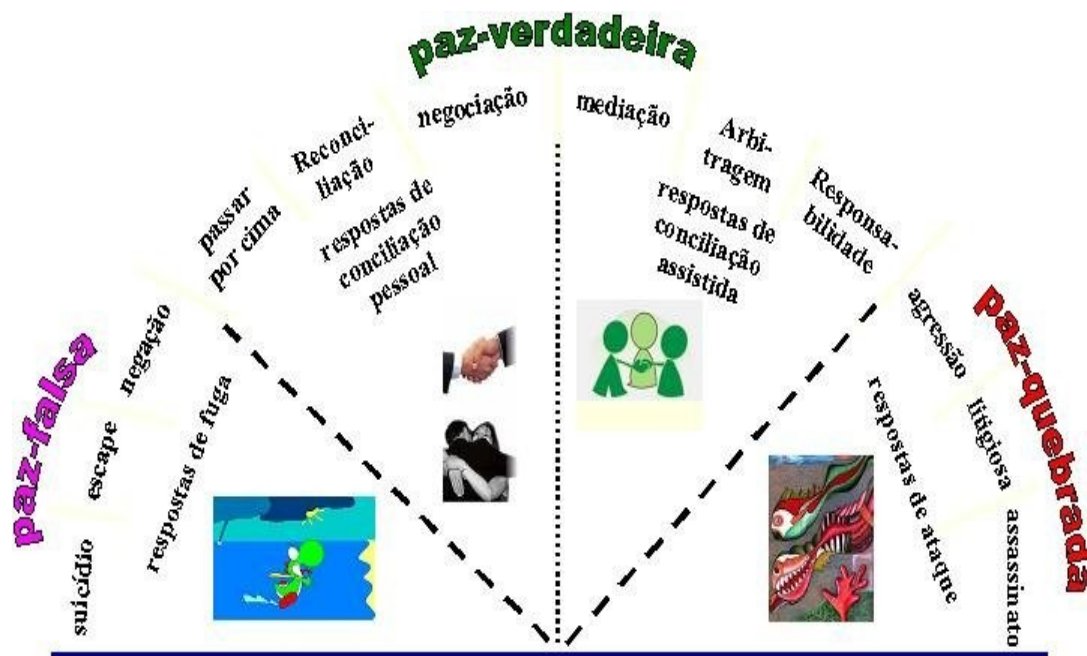 paz-verdadeira
paz-falsa
suicídio
escape
negação
respostas de fuga
passar
por cima
Reconci-
liação
negociação
respostas de
conciliação
pessoal
mediação
Arbi-
tragem
Responsa-
bilidade
respostas de
conciliação
assistida
paz-quebrada
agressão
litigiosa
assassinato
respostas de ataque